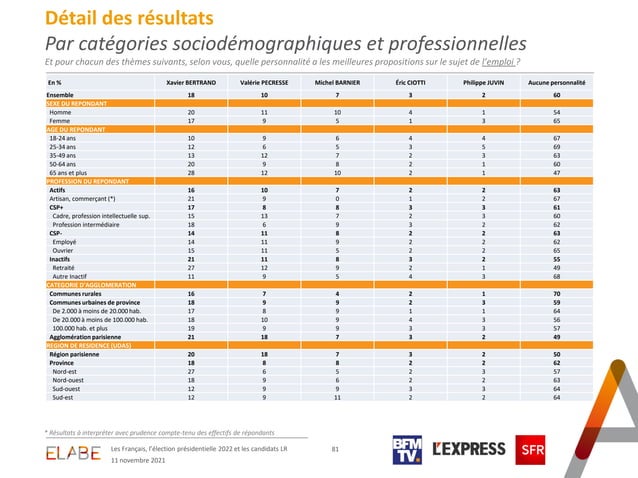 Détail des résultats
Par catégories sociodémographiques et professionnelles
Et pour chacun des thèmes suivants, selon vous, quelle personnalité a les meilleures propositions sur le sujet de l'emploi ?
En % Xavier BERTRAND Valérie PECRESSE Michel BARNIER Éric CIOTTI Philippe JUVIN Aucune personnalité
Ensemble 18 10 7 3 2 60
SEXE DU REPONDANT
Homme 20 11 10 4 1 54
Femme 17 9 5 1 3 65
AGE DU REPONDANT
18-24 ans 10 9 6 4 4 67
25-34 ans 12 6 5 3 5 69
35-49 ans 13 12 7 2 3 63
50-64 ans 20 9 8 2 1 60
65 ans et plus 28 12 10 2 1 47
PROFESSION DU REPONDANT
Actifs 16 10 7 2 2 63
Artisan, commerçant (*) 21 9 0 1 2 67
CSP+ 17 8 8 3 3 61
Cadre, profession intellectuelle sup. 15 13 7 2 3 60
Profession intermédiaire 18 6 9 3 2 62
CSP- 14 11 8 2 2 63
Employé 14 11 9 2 2 62
Ouvrier 15 11 5 2 2 65
Inactifs 21 11 8 3 2 55
Retraité 27 12 9 2 1 49
Autre Inactif 11 9 5 4 3 68
CATEGORIE D'AGGLOMERATION
Communes rurales 16 7 4 2 1 70
Communes urbaines de province 18 9 9 2 3 59
De 2.000 à moins de 20.000 hab. 17 8 9 1 1 64
De 20.000 à moins de 100.000 hab. 18 10 9 4 3 56
100.000 hab. et plus 19 9 9 3 3 57
Agglomération parisienne 21 18 7 3 2 49
REGION DE RESIDENCE (UDA5)
Région parisienne 20 18 7 3 2 50
Province 18 8 8 2 2 62
Nord-est 27 6 5 2 3 57
Nord-ouest 18 9 6 2 2 63
Sud-ouest 12 9 9 3 3 64
Sud-est 12 9 11 2 2 64
* Résultats à interpréter avec prudence compte-tenu des effectifs de répondants
ELABE
Les Français, l'élection présidentielle 2022 et les candidats LR
11 novembre 2021
81
BFM
TV.
L'EXPRESS
SFR